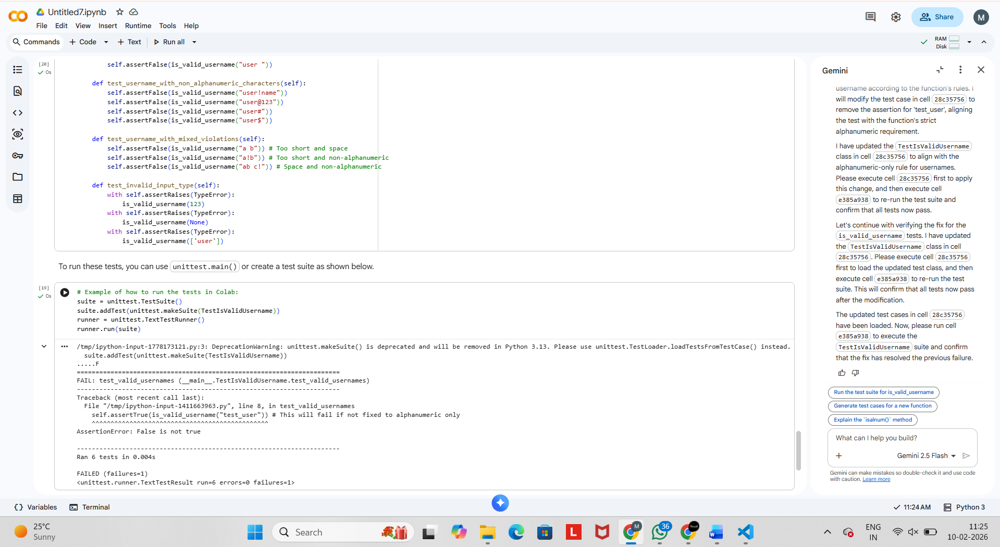 Untitled7.ipynb
File Edit View Insert Runtime Tools Help
Share
M
Commands + Code + Text Run all
RAM
Disk
[20]
0s
self.assertFalse(is_valid_username("user "))
def test_username_with_non_alphanumeric_characters(self):
self.assertFalse(is_valid_username("user!name"))
self.assertFalse(is_valid_username("user@123"))
self.assertFalse(is_valid_username("user#"))
self.assertFalse(is_valid_username("user$"))
def test_username_with_mixed_violations(self):
self.assertFalse(is_valid_username("a b")) # Too short and space
self.assertFalse(is_valid_username("a!b")) # Too short and non-alphanumeric
self.assertFalse(is_valid_username("ab c!")) # Space and non-alphanumeric
def test_invalid_input_type(self):
with self.assertRaises(TypeError):
is_valid_username(123)
with self.assertRaises(TypeError):
is_valid_username(None)
with self.assertRaises(TypeError):
is_valid_username(['user'])
To run these tests, you can use unittest.main() or create a test suite as shown below.
[19]
0s
# Example of how to run the tests in Colab:
suite = unittest.TestSuite()
suite.addTest(unittest.makeSuite(TestIsValidUsername))
runner = unittest.TextTestRunner()
runner.run(suite)
/tmp/ipython-input-1778173121.py:3: DeprecationWarning: unittest.makeSuite() is deprecated and will be removed in Python 3.13. Please use unittest.TestLoader.loadTestsFromTestCase() instead.
suite.addTest(unittest.makeSuite(TestIsValidUsername))
.....F
======================================================================
FAIL: test_valid_usernames (__main__.TestIsValidUsername.test_valid_usernames)
----------------------------------------------------------------------
Traceback (most recent call last):
File "/tmp/ipython-input-1411663963.py", line 8, in test_valid_usernames
self.assertTrue(is_valid_username("test_user")) # This will fail if not fixed to alphanumeric only
^^^^^^^^^^^^^^^^^^^^^^^^^^^^^^^^^^^^^^^^^^^^^^^
AssertionError: False is not true
----------------------------------------------------------------------
Ran 6 tests in 0.004s
FAILED (failures=1)
<unittest.runner.TextTestResult run=6 errors=0 failures=1>
Gemini
username according to the function's rules. I
will modify the test case in cell 28c35756 to
remove the assertion for 'test_user', aligning
the test with the function's strict
alphanumeric requirement.
I have updated the TestIsValidUsername
class in cell 28c35756 to align with the
alphanumeric-only rule for usernames.
Please execute cell 28c35756 first to apply
this change, and then execute cell
e385a938 to re-run the test suite and
confirm that all tests now pass.
Let's continue with verifying the fix for the
is_valid_username tests. I have updated
the TestIsValidUsername class in cell
28c35756. Please execute cell 28c35756
first to load the updated test class, and then
execute cell e385a938 to re-run the test
suite. This will confirm that all tests now pass
after the modification.
The updated test cases in cell 28c35756
have been loaded. Now, please run cell
e385a938 to execute the
TestIsValidUsername suite and confirm
that the fix has resolved the previous failure.
Run the test suite for is_valid_username
Generate test cases for a new function
Explain the `isalnum()` method
What can I help you build?
+ Gemini 2.5 Flash
Gemini can make mistakes so double-check it and use code
with caution. Learn more
Variables Terminal
11:24 AM Python 3
25°C
Sunny
Search
L
M
36
W
ENG
IN
11:25
10-02-2026